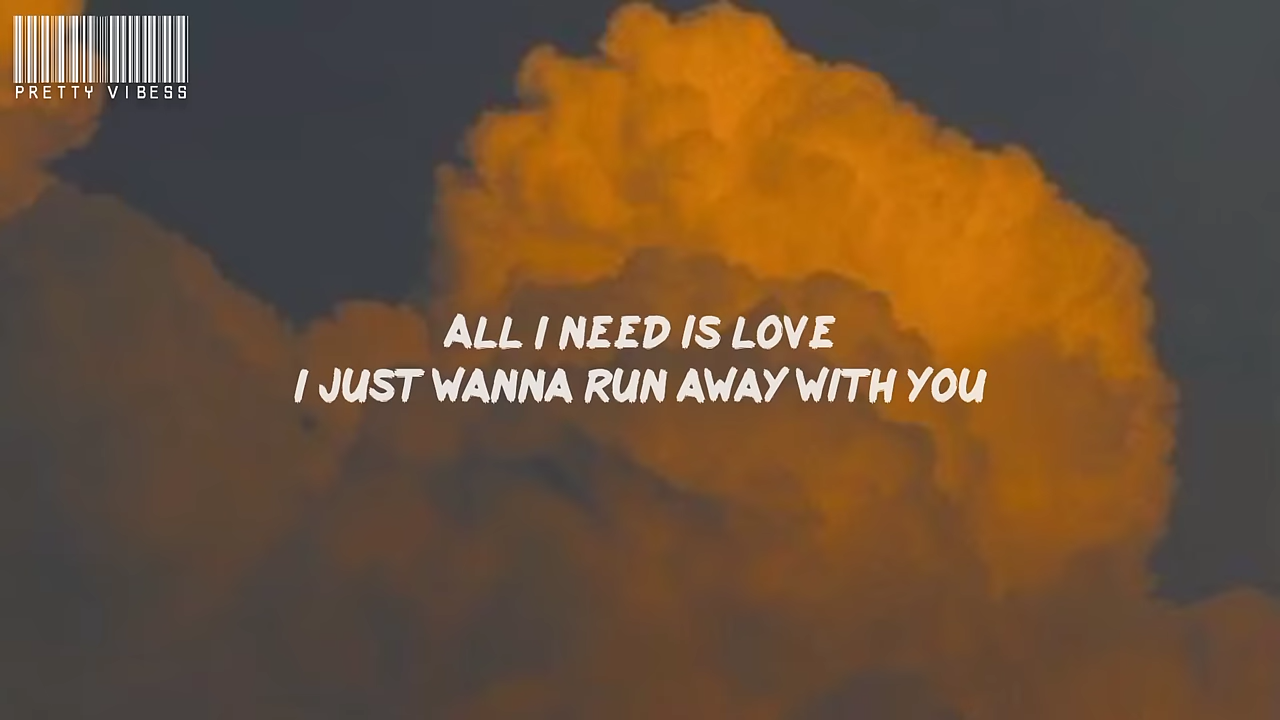 PRETTY VIBESS
ALL I NEED IS LOVE
I JUST WANNA RUN AWAY WITH YOU